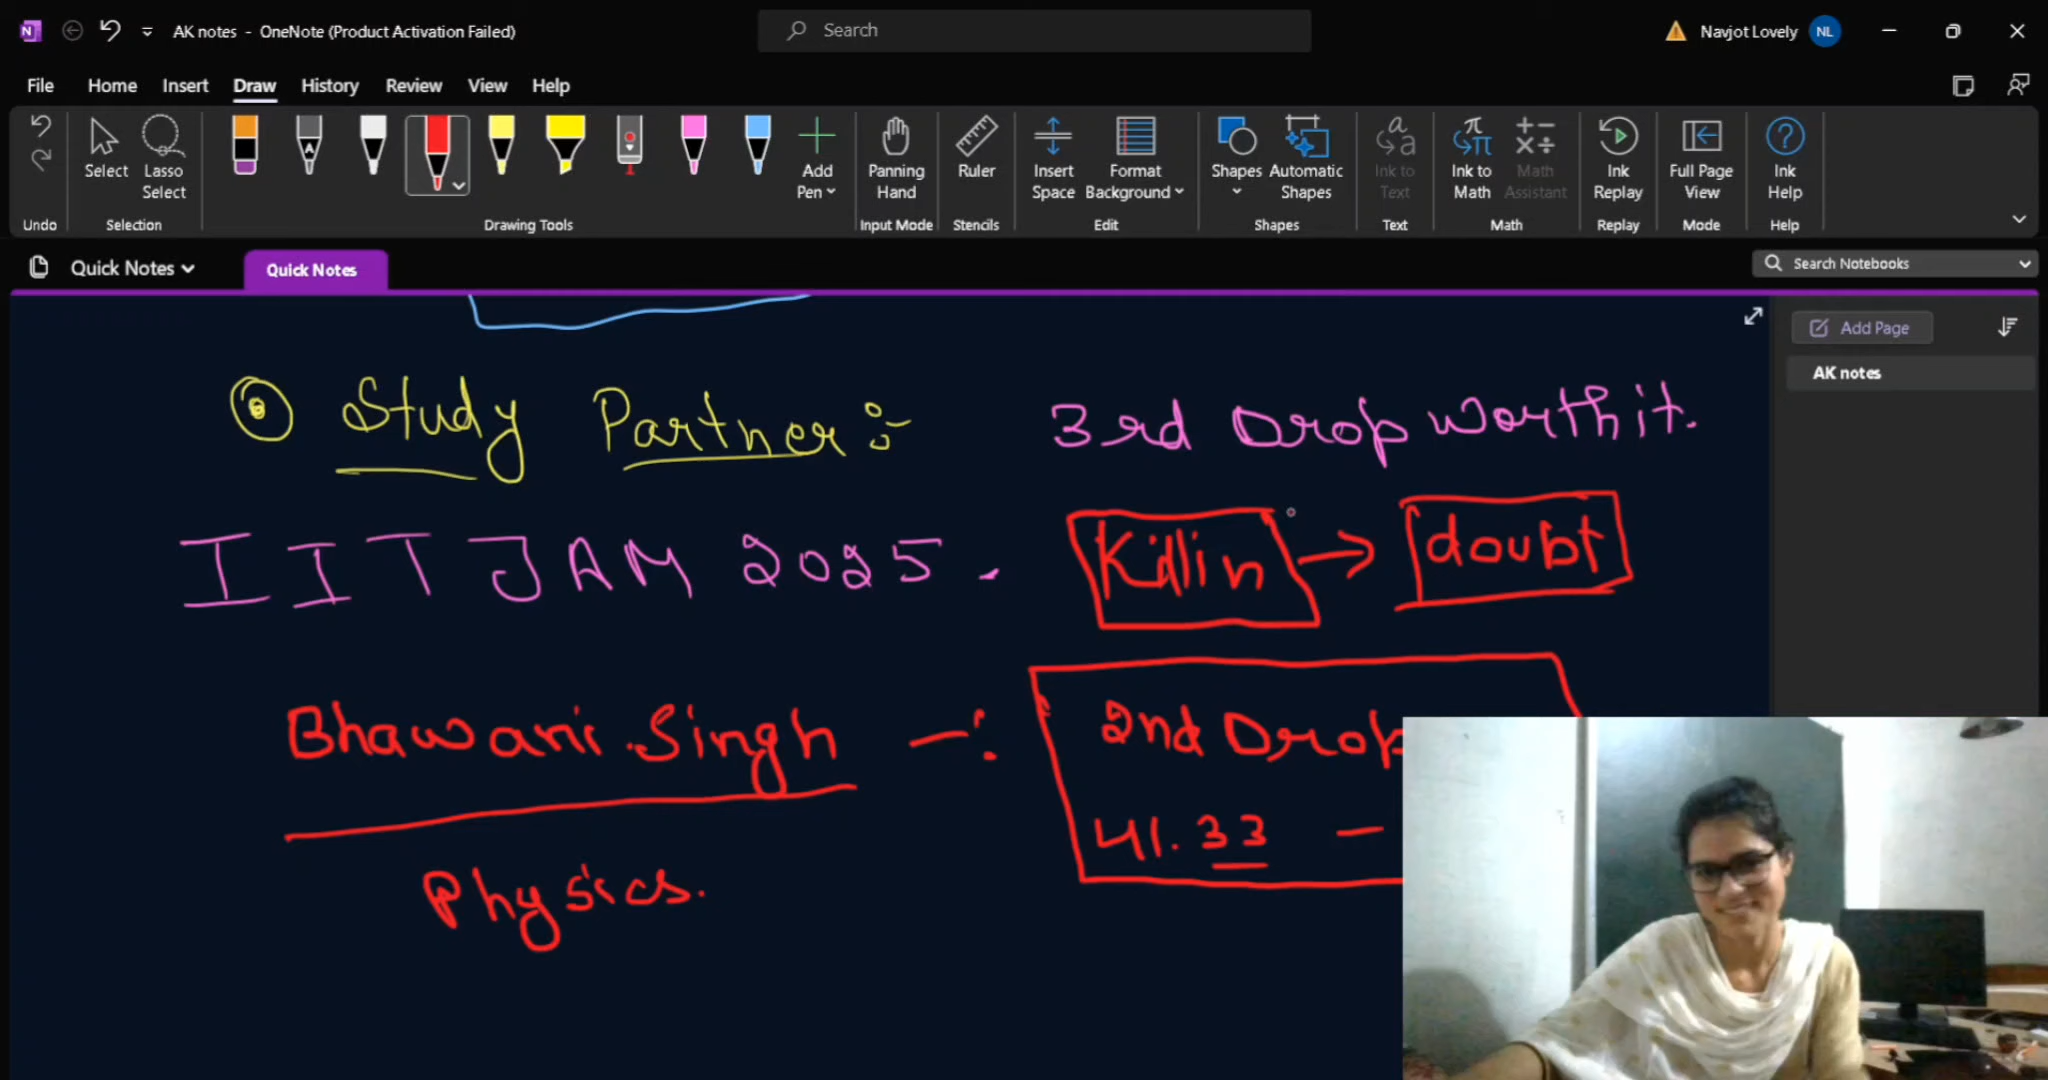 AK notes - OneNote (Product Activation Failed)
Search
Navjot Lovely NL
File Home Insert Draw History Review View Help
Select
Lasso Select
Add Pen
Panning Hand
Ruler
Insert Space
Format Background
Shapes
Automatic Shapes
Ink to Text
Ink to Math
Math Assistant
Ink Replay
Full Page View
Ink Help
Undo Selection Drawing Tools Input Mode Stencils Edit Shapes Text Math Replay Mode Help
Quick Notes
Quick Notes
Search Notebooks
Add Page
AK notes
Study Partner :-
3rd Drop worth it.
IIT JAM 2025.
Killin → doubt
Bhawani Singh -:
2nd Drop
41.33 —
Physics.